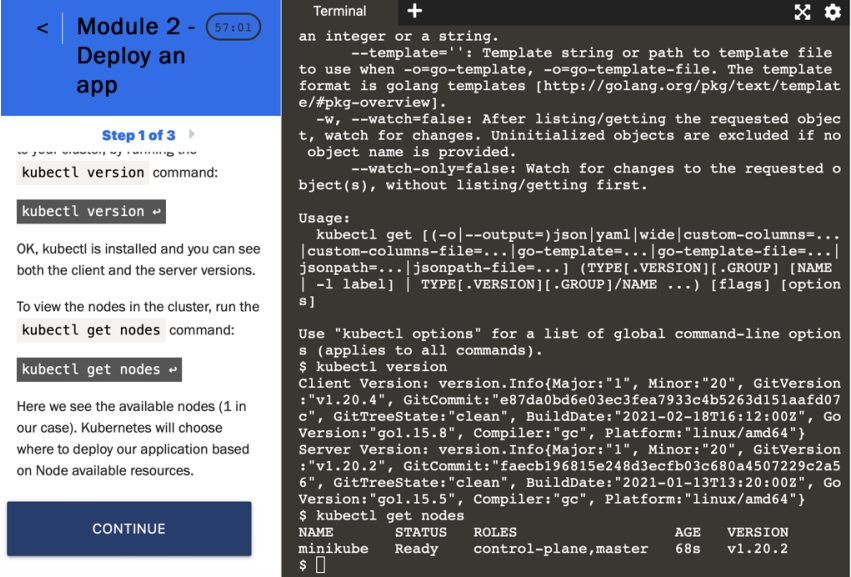 < Module 2 - Deploy an app 57:01
Step 1 of 3
to your cluster, by running the
kubectl version command:
kubectl version ↩
OK, kubectl is installed and you can see
both the client and the server versions.
To view the nodes in the cluster, run the
kubectl get nodes command:
kubectl get nodes ↩
Here we see the available nodes (1 in
our case). Kubernetes will choose
where to deploy our application based
on Node available resources.
CONTINUE
Terminal +
an integer or a string.
--template='': Template string or path to template file
to use when -o=go-template, -o=go-template-file. The template
format is golang templates [http://golang.org/pkg/text/templat
e/#pkg-overview].
-w, --watch=false: After listing/getting the requested objec
t, watch for changes. Uninitialized objects are excluded if no
object name is provided.
--watch-only=false: Watch for changes to the requested o
bject(s), without listing/getting first.
Usage:
kubectl get [(-o|--output=)json|yaml|wide|custom-columns=...
|custom-columns-file=...|go-template=...|go-template-file=...|
jsonpath=...|jsonpath-file=...] (TYPE[.VERSION][.GROUP] [NAME
| -l label] | TYPE[.VERSION][.GROUP]/NAME ...) [flags] [option
s]
Use "kubectl options" for a list of global command-line option
s (applies to all commands).
$ kubectl version
Client Version: version.Info{Major:"1", Minor:"20", GitVersion
:"v1.20.4", GitCommit:"e87da0bd6e03ec3fea7933c4b5263d151aafd07
c", GitTreeState:"clean", BuildDate:"2021-02-18T16:12:00Z", Go
Version:"go1.15.8", Compiler:"gc", Platform:"linux/amd64"}
Server Version: version.Info{Major:"1", Minor:"20", GitVersion
:"v1.20.2", GitCommit:"faecb196815e248d3ecfb03c680a4507229c2a5
6", GitTreeState:"clean", BuildDate:"2021-01-13T13:20:00Z", Go
Version:"go1.15.5", Compiler:"gc", Platform:"linux/amd64"}
$ kubectl get nodes
NAME STATUS ROLES AGE VERSION
minikube Ready control-plane,master 68s v1.20.2
$